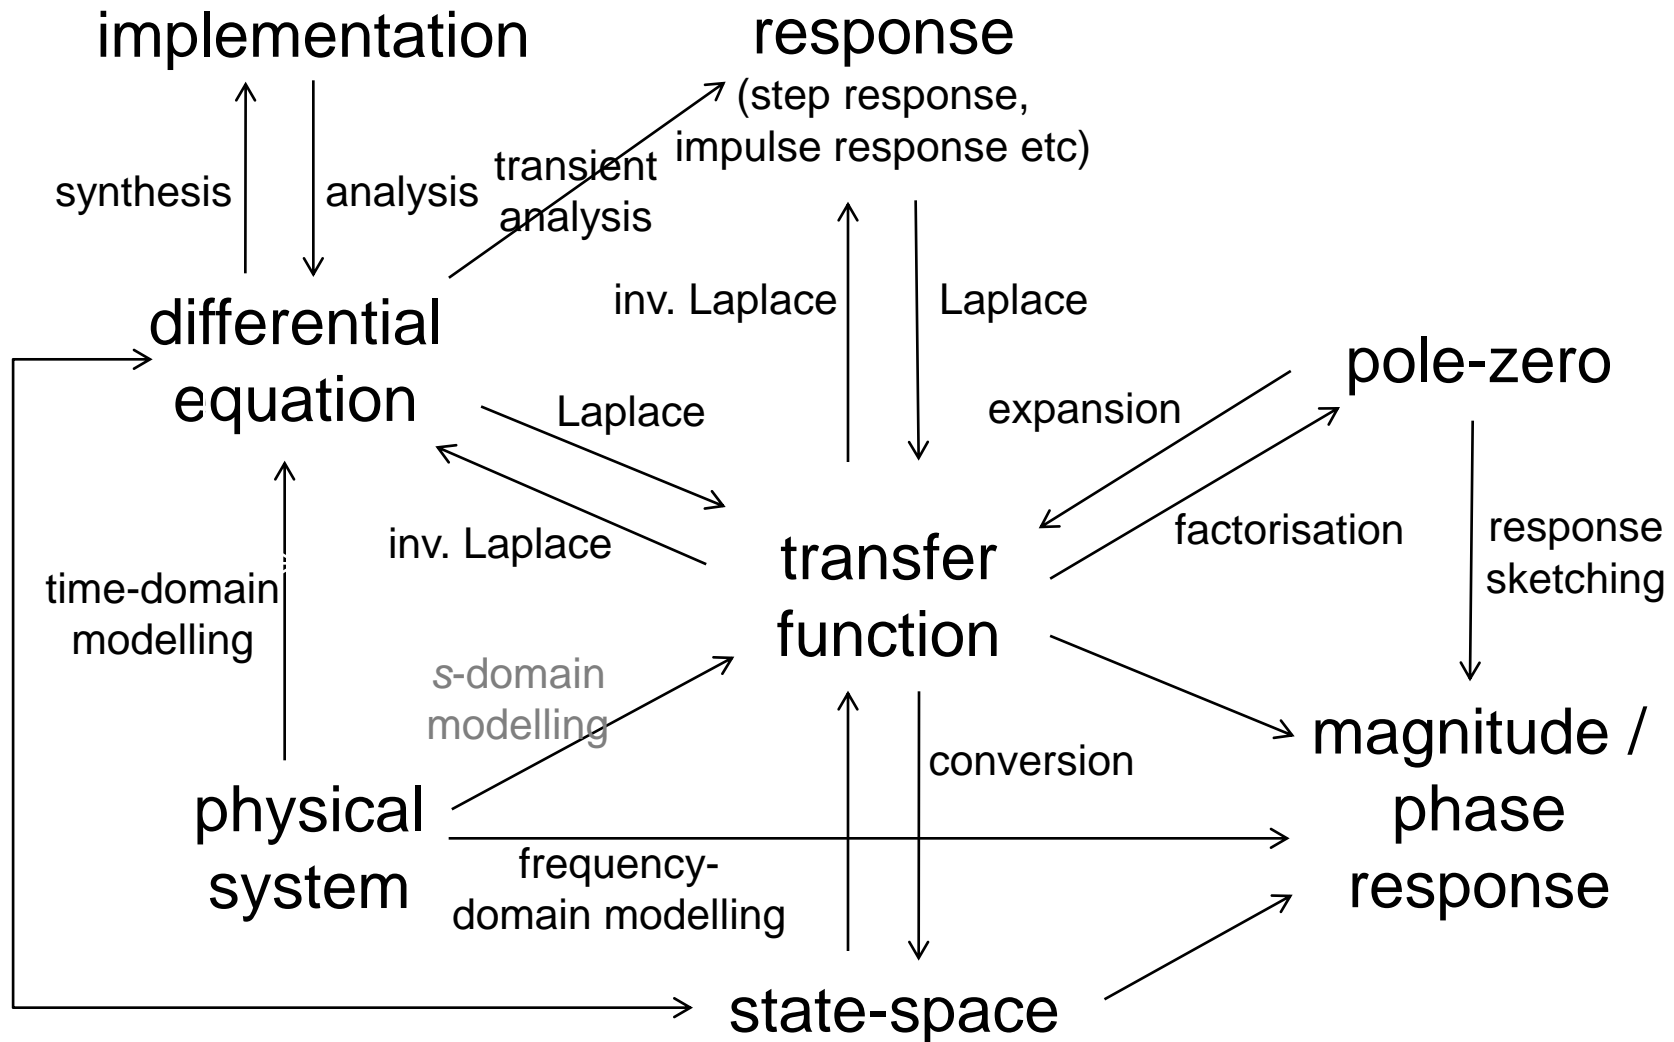 implementation
response
(step response,
impulse response etc)
synthesis
analysis
transient
analysis
differential
equation
inv. Laplace
Laplace
Laplace
inv. Laplace
expansion
pole-zero
factorisation
response
sketching
transfer
function
time-domain
modelling
s-domain
modelling
conversion
magnitude /
phase
response
physical
system
frequency-
domain modelling
state-space